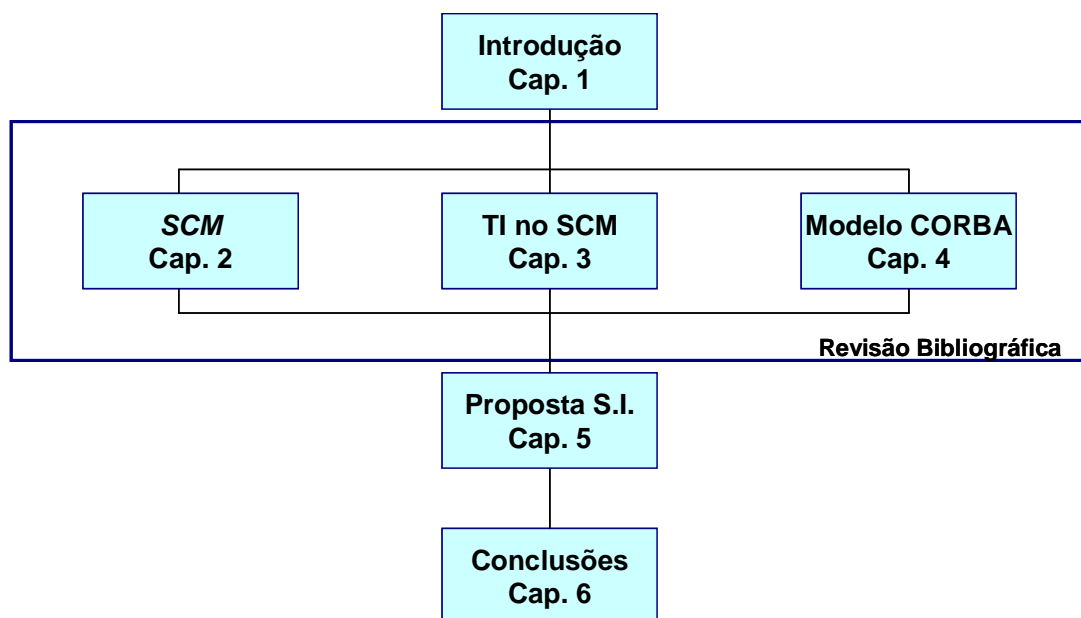 Introdução
Cap. 1
SCM
Cap. 2
TI no SCM
Cap. 3
Modelo CORBA
Cap. 4
Revisão Bibliográfica
Proposta S.I.
Cap. 5
Conclusões
Cap. 6